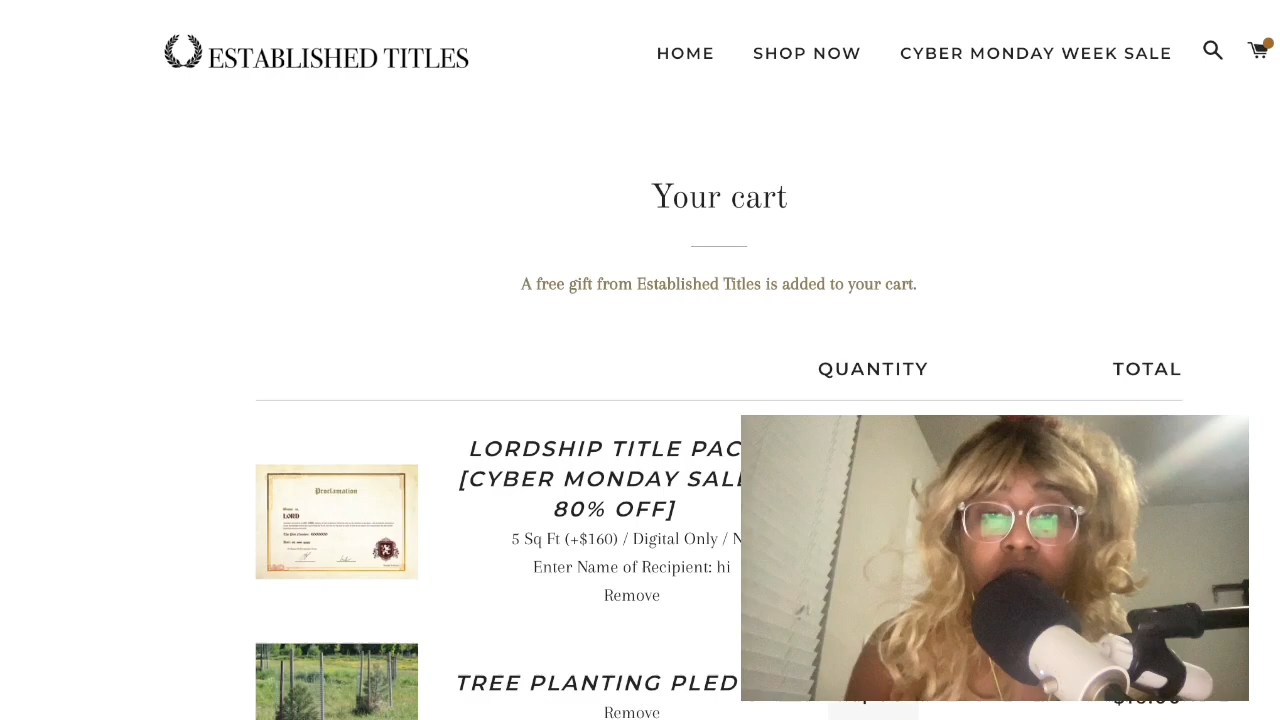 ESTABLISHED TITLES
HOME
SHOP NOW
CYBER MONDAY WEEK SALE
Your cart
A free gift from Established Titles is added to your cart.
QUANTITY
TOTAL
LORDSHIP TITLE PAC
[CYBER MONDAY SALE
80% OFF]
5 Sq Ft (+$160) / Digital Only / N
Enter Name of Recipient: hi
Remove
Proclamation
LORD
TREE PLANTING PLED
Remove